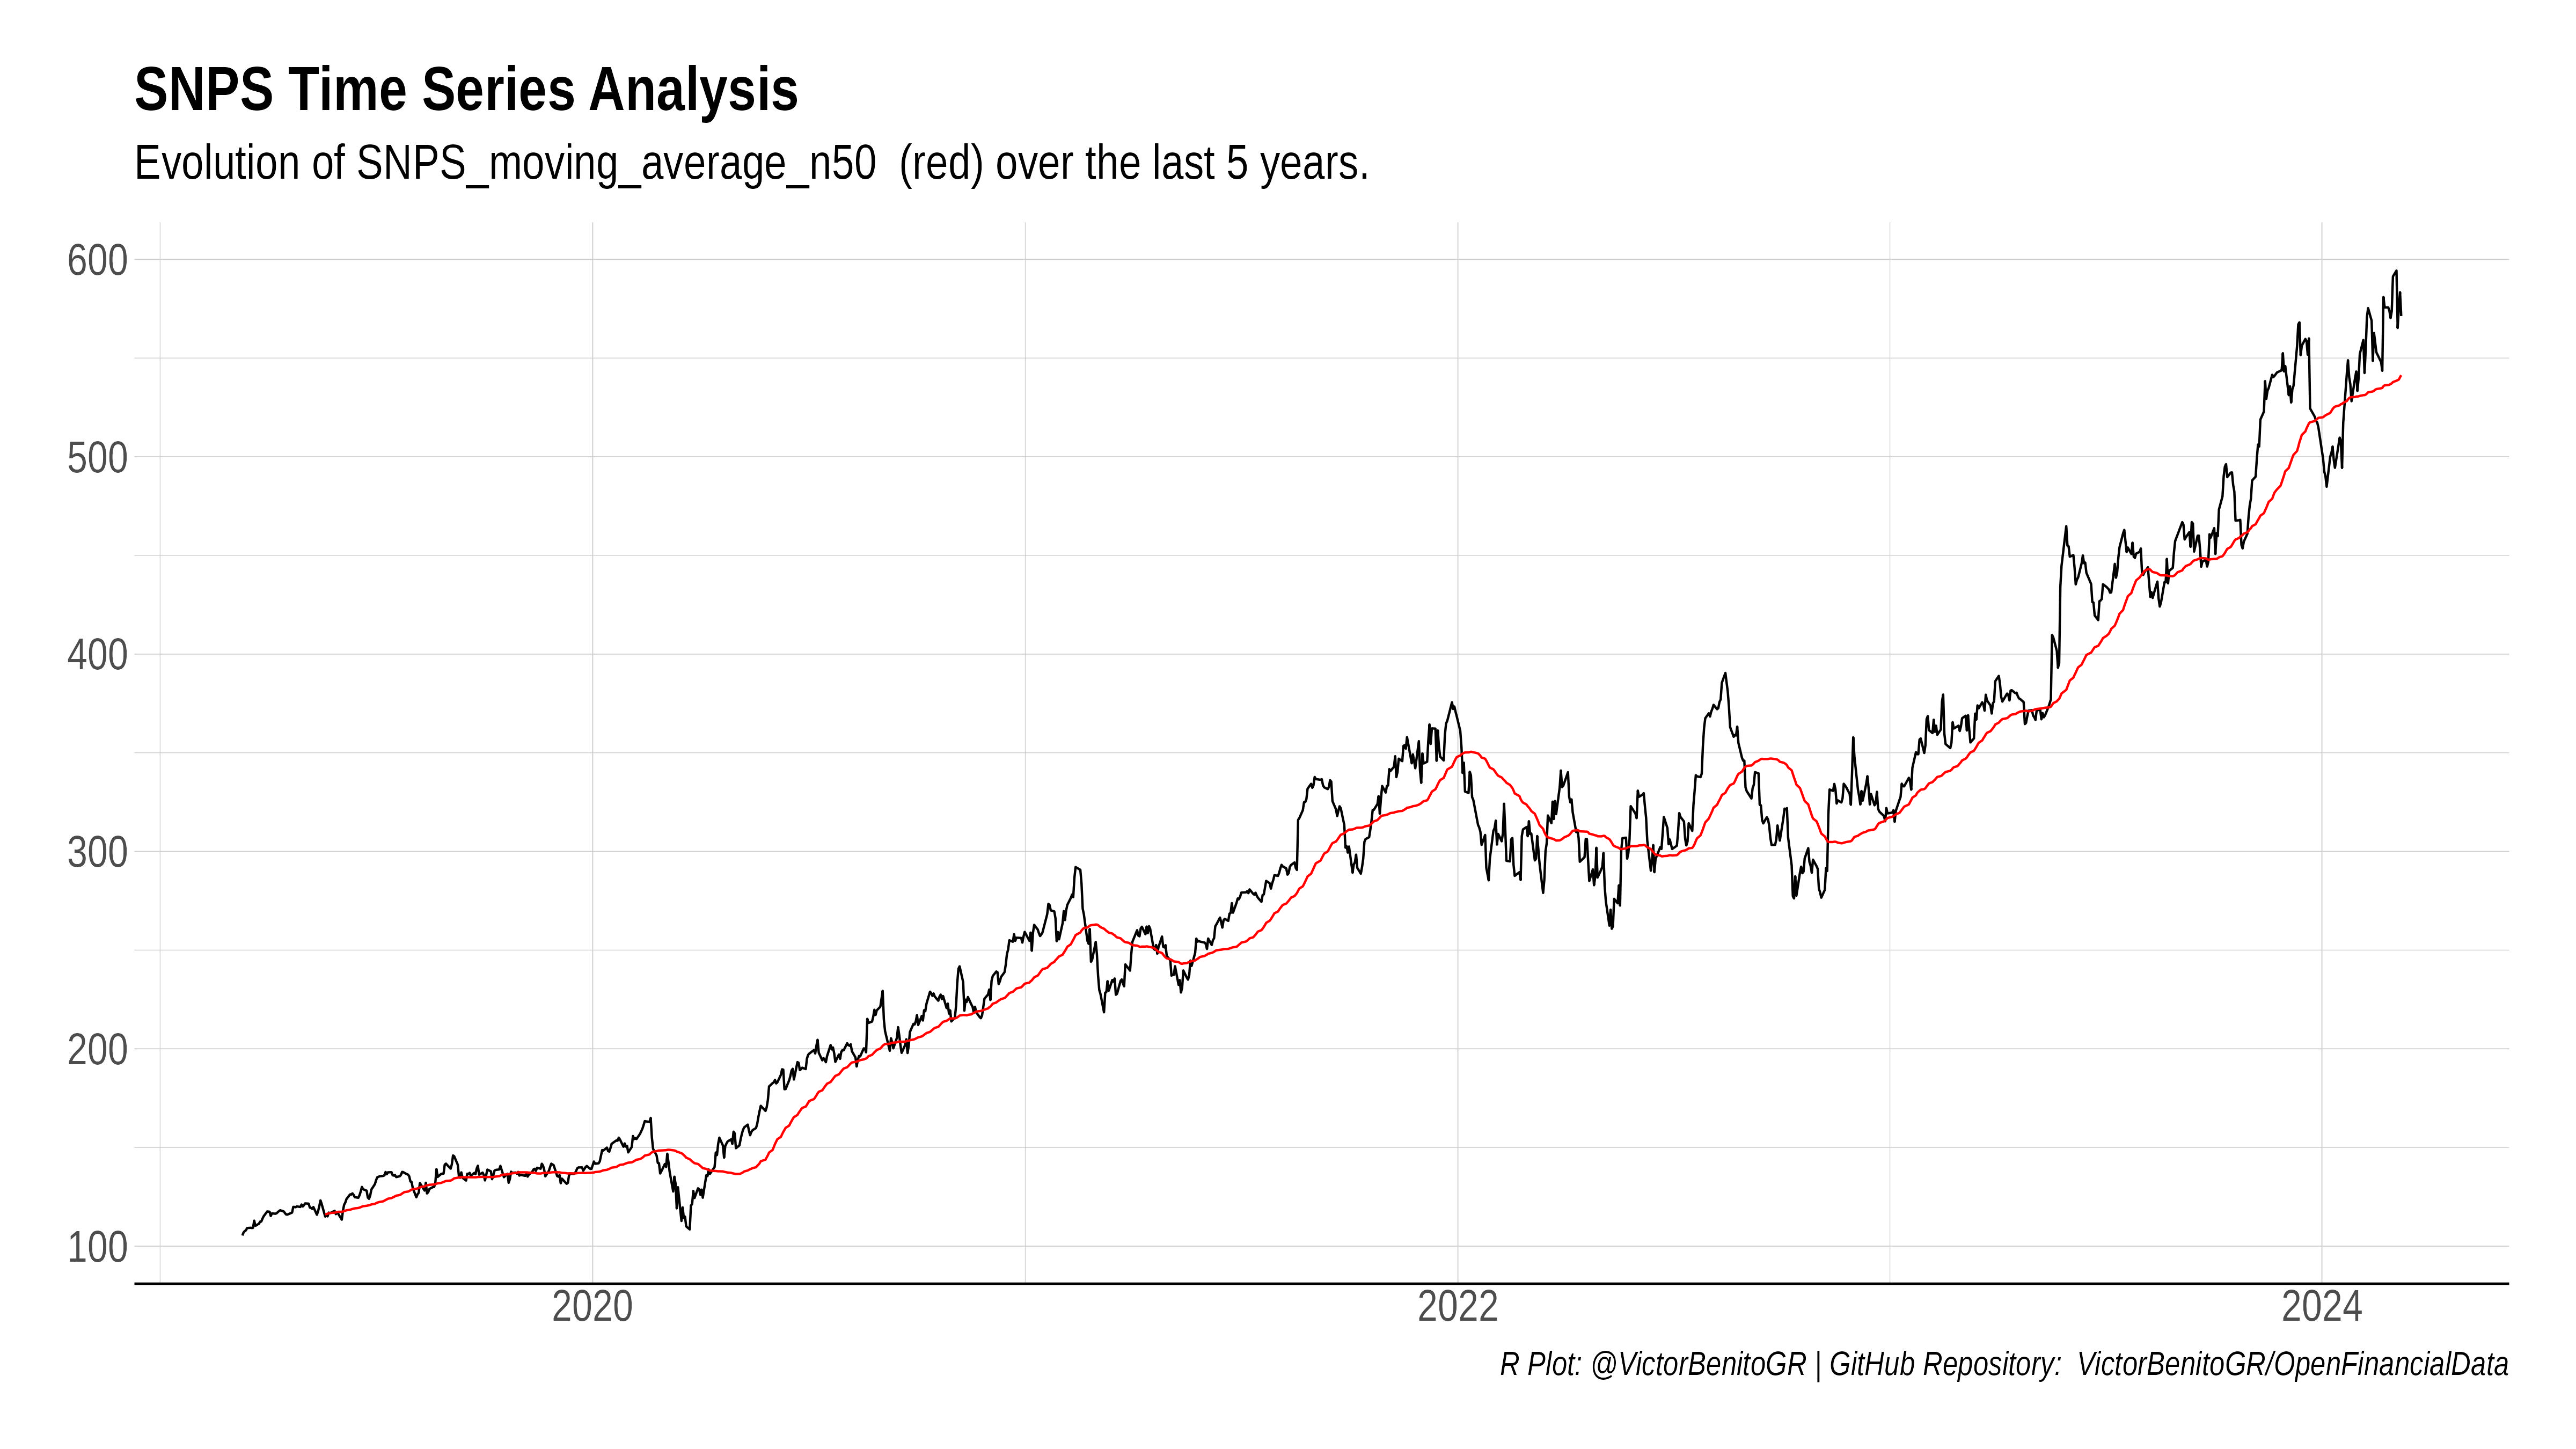 SNPS Time Series Analysis
Evolution of SNPS_moving_average_n50  (red) over the last 5 years.
600
500
400
300
200
100
2020 2022 2024
R Plot: @VictorBenitoGR | GitHub Repository:  VictorBenitoGR/OpenFinancialData